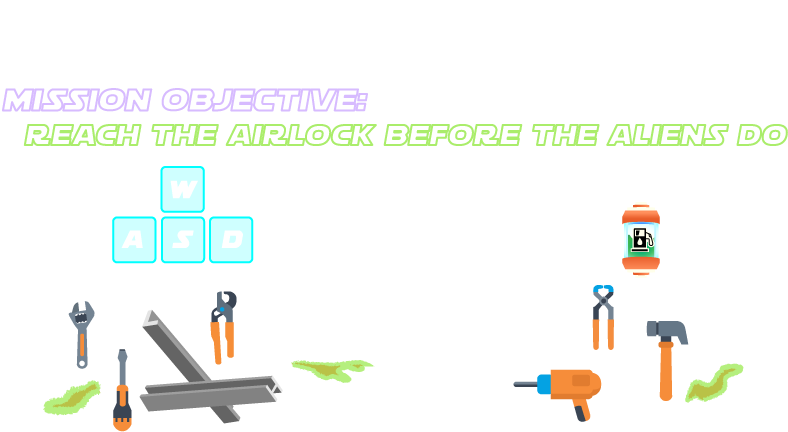 MISSION OBJECTIVE:
REACH THE AIRLOCK BEFORE THE ALIENS DO
W
A S D